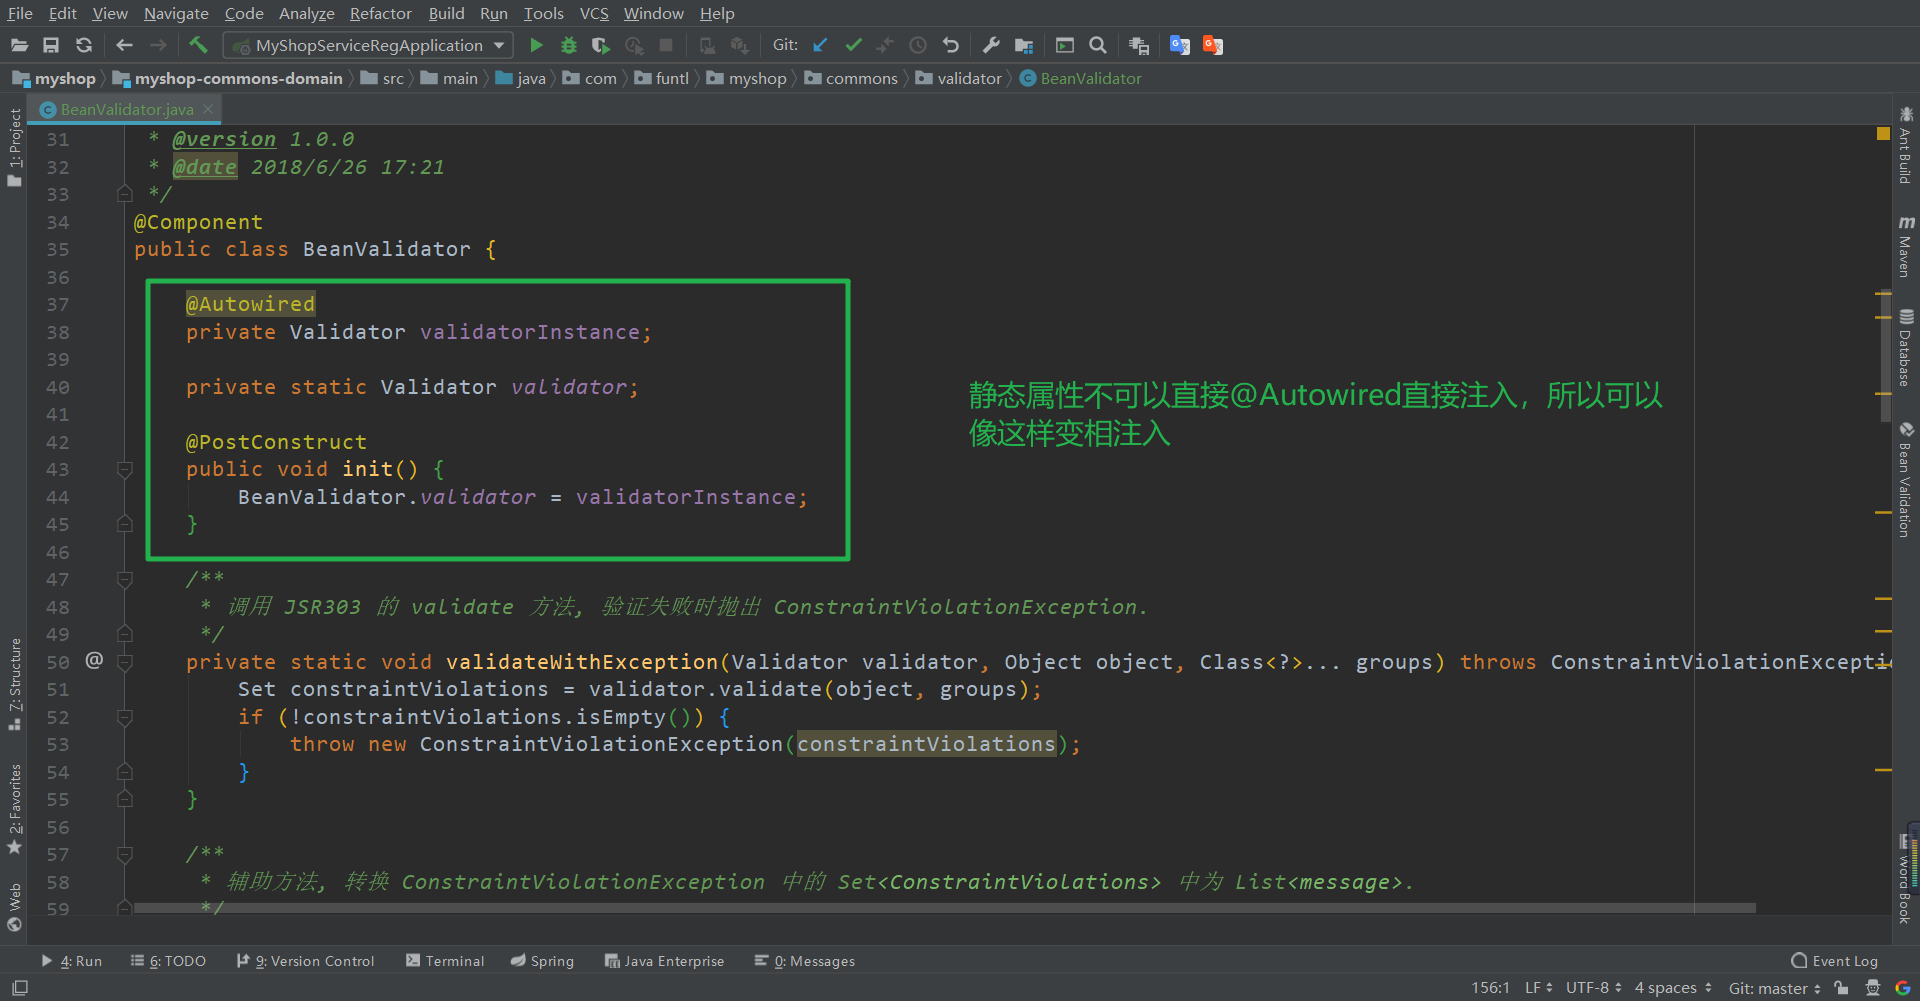 File Edit View Navigate Code Analyze Refactor Build Run Tools VCS Window Help
MyShopServiceRegApplication Git:
myshop myshop-commons-domain src main java com funtl myshop commons validator BeanValidator
BeanValidator.java
1: Project
7: Structure
2: Favorites
Web
31 * @version 1.0.0
32 * @date 2018/6/26 17:21
33 */
34 @Component
35 public class BeanValidator {
36
37 @Autowired
38 private Validator validatorInstance;
39
40 private static Validator validator;
41
42 @PostConstruct
43 public void init() {
44 BeanValidator.validator = validatorInstance;
45 }
46
静态属性不可以直接@Autowired直接注入，所以可以
像这样变相注入
47 /**
48 * 调用 JSR303 的 validate 方法, 验证失败时抛出 ConstraintViolationException.
49 */
50 @ private static void validateWithException(Validator validator, Object object, Class<?>... groups) throws ConstraintViolationExceptio
51 Set constraintViolations = validator.validate(object, groups);
52 if (!constraintViolations.isEmpty()) {
53 throw new ConstraintViolationException(constraintViolations);
54 }
55 }
56
57 /**
58 * 辅助方法, 转换 ConstraintViolationException 中的 Set<ConstraintViolations> 中为 List<message>.
59 */
Ant Build
Maven
Database
Bean Validation
Word Book
4: Run 6: TODO 9: Version Control Terminal Spring Java Enterprise 0: Messages Event Log
156:1 LF UTF-8 4 spaces Git: master